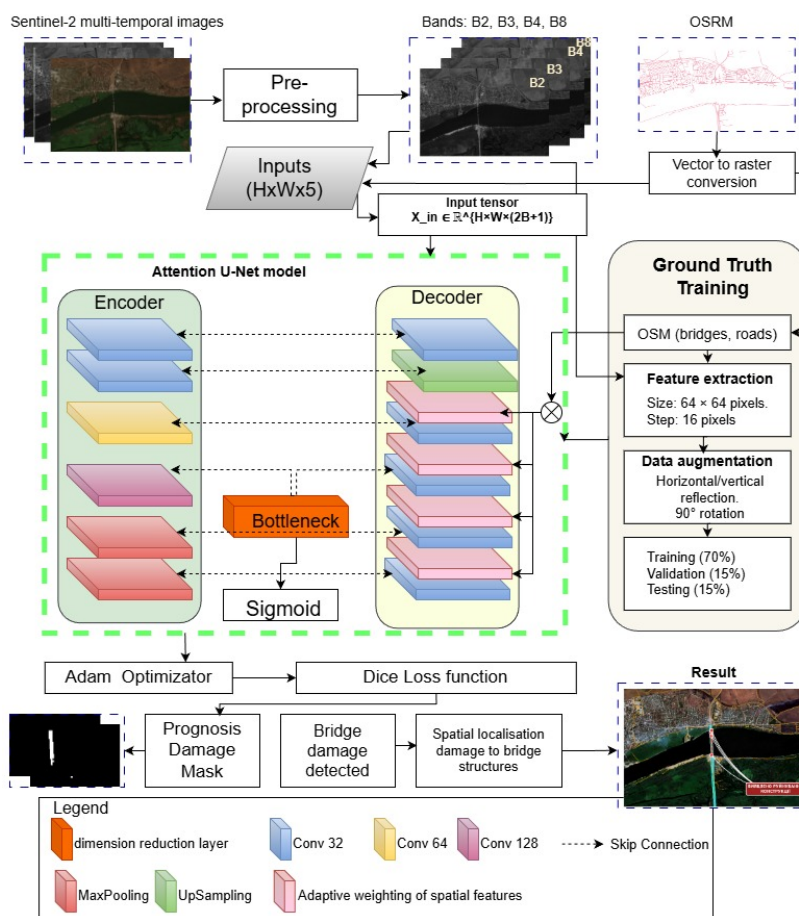 Sentinel-2 multi-temporal images
Bands: B2, B3, B4, B8
OSRM
B8
B4
B3
B2
Pre-
processing
Inputs
(HxWx5)
Vector to raster
conversion
Input tensor
X_in ∈ ℝ^{H×W×(2B+1)}
Attention U-Net model
Encoder
Decoder
Bottleneck
Sigmoid
Ground Truth
Training
OSM (bridges, roads)
Feature extraction
Size: 64 × 64 pixels.
Step: 16 pixels
Data augmentation
Horizontal/vertical
reflection.
90° rotation
Training (70%)
Validation (15%)
Testing (15%)
Adam Optimizator
Dice Loss function
Result
Prognosis
Damage
Mask
Bridge
damage
detected
Spatial localisation
damage to bridge
structures
Legend
dimension reduction layer
Conv 32
Conv 64
Conv 128
Skip Connection
MaxPooling
UpSampling
Adaptive weighting of spatial features